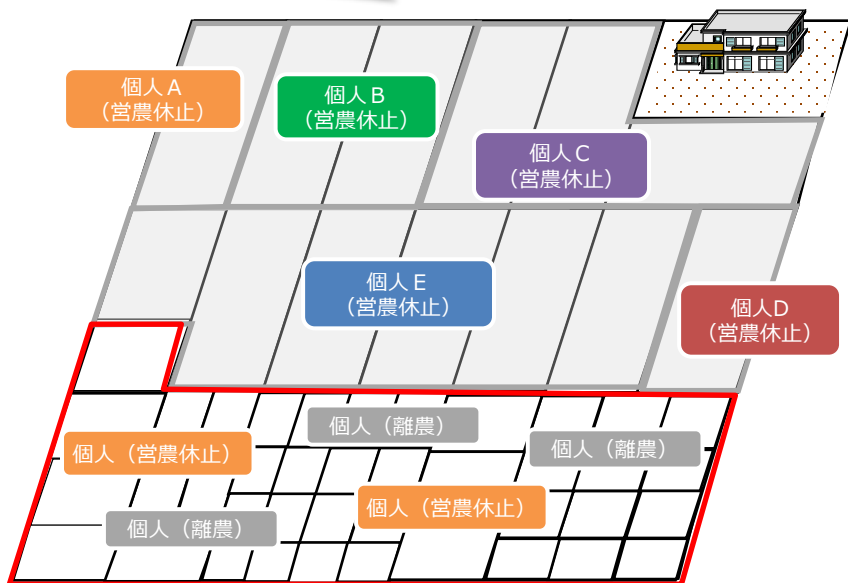 個人A
（営農休止）
個人B
（営農休止）
個人C
（営農休止）
個人E
（営農休止）
個人D
（営農休止）
個人（離農）
個人（営農休止）
個人（離農）
個人（営農休止）
個人（離農）